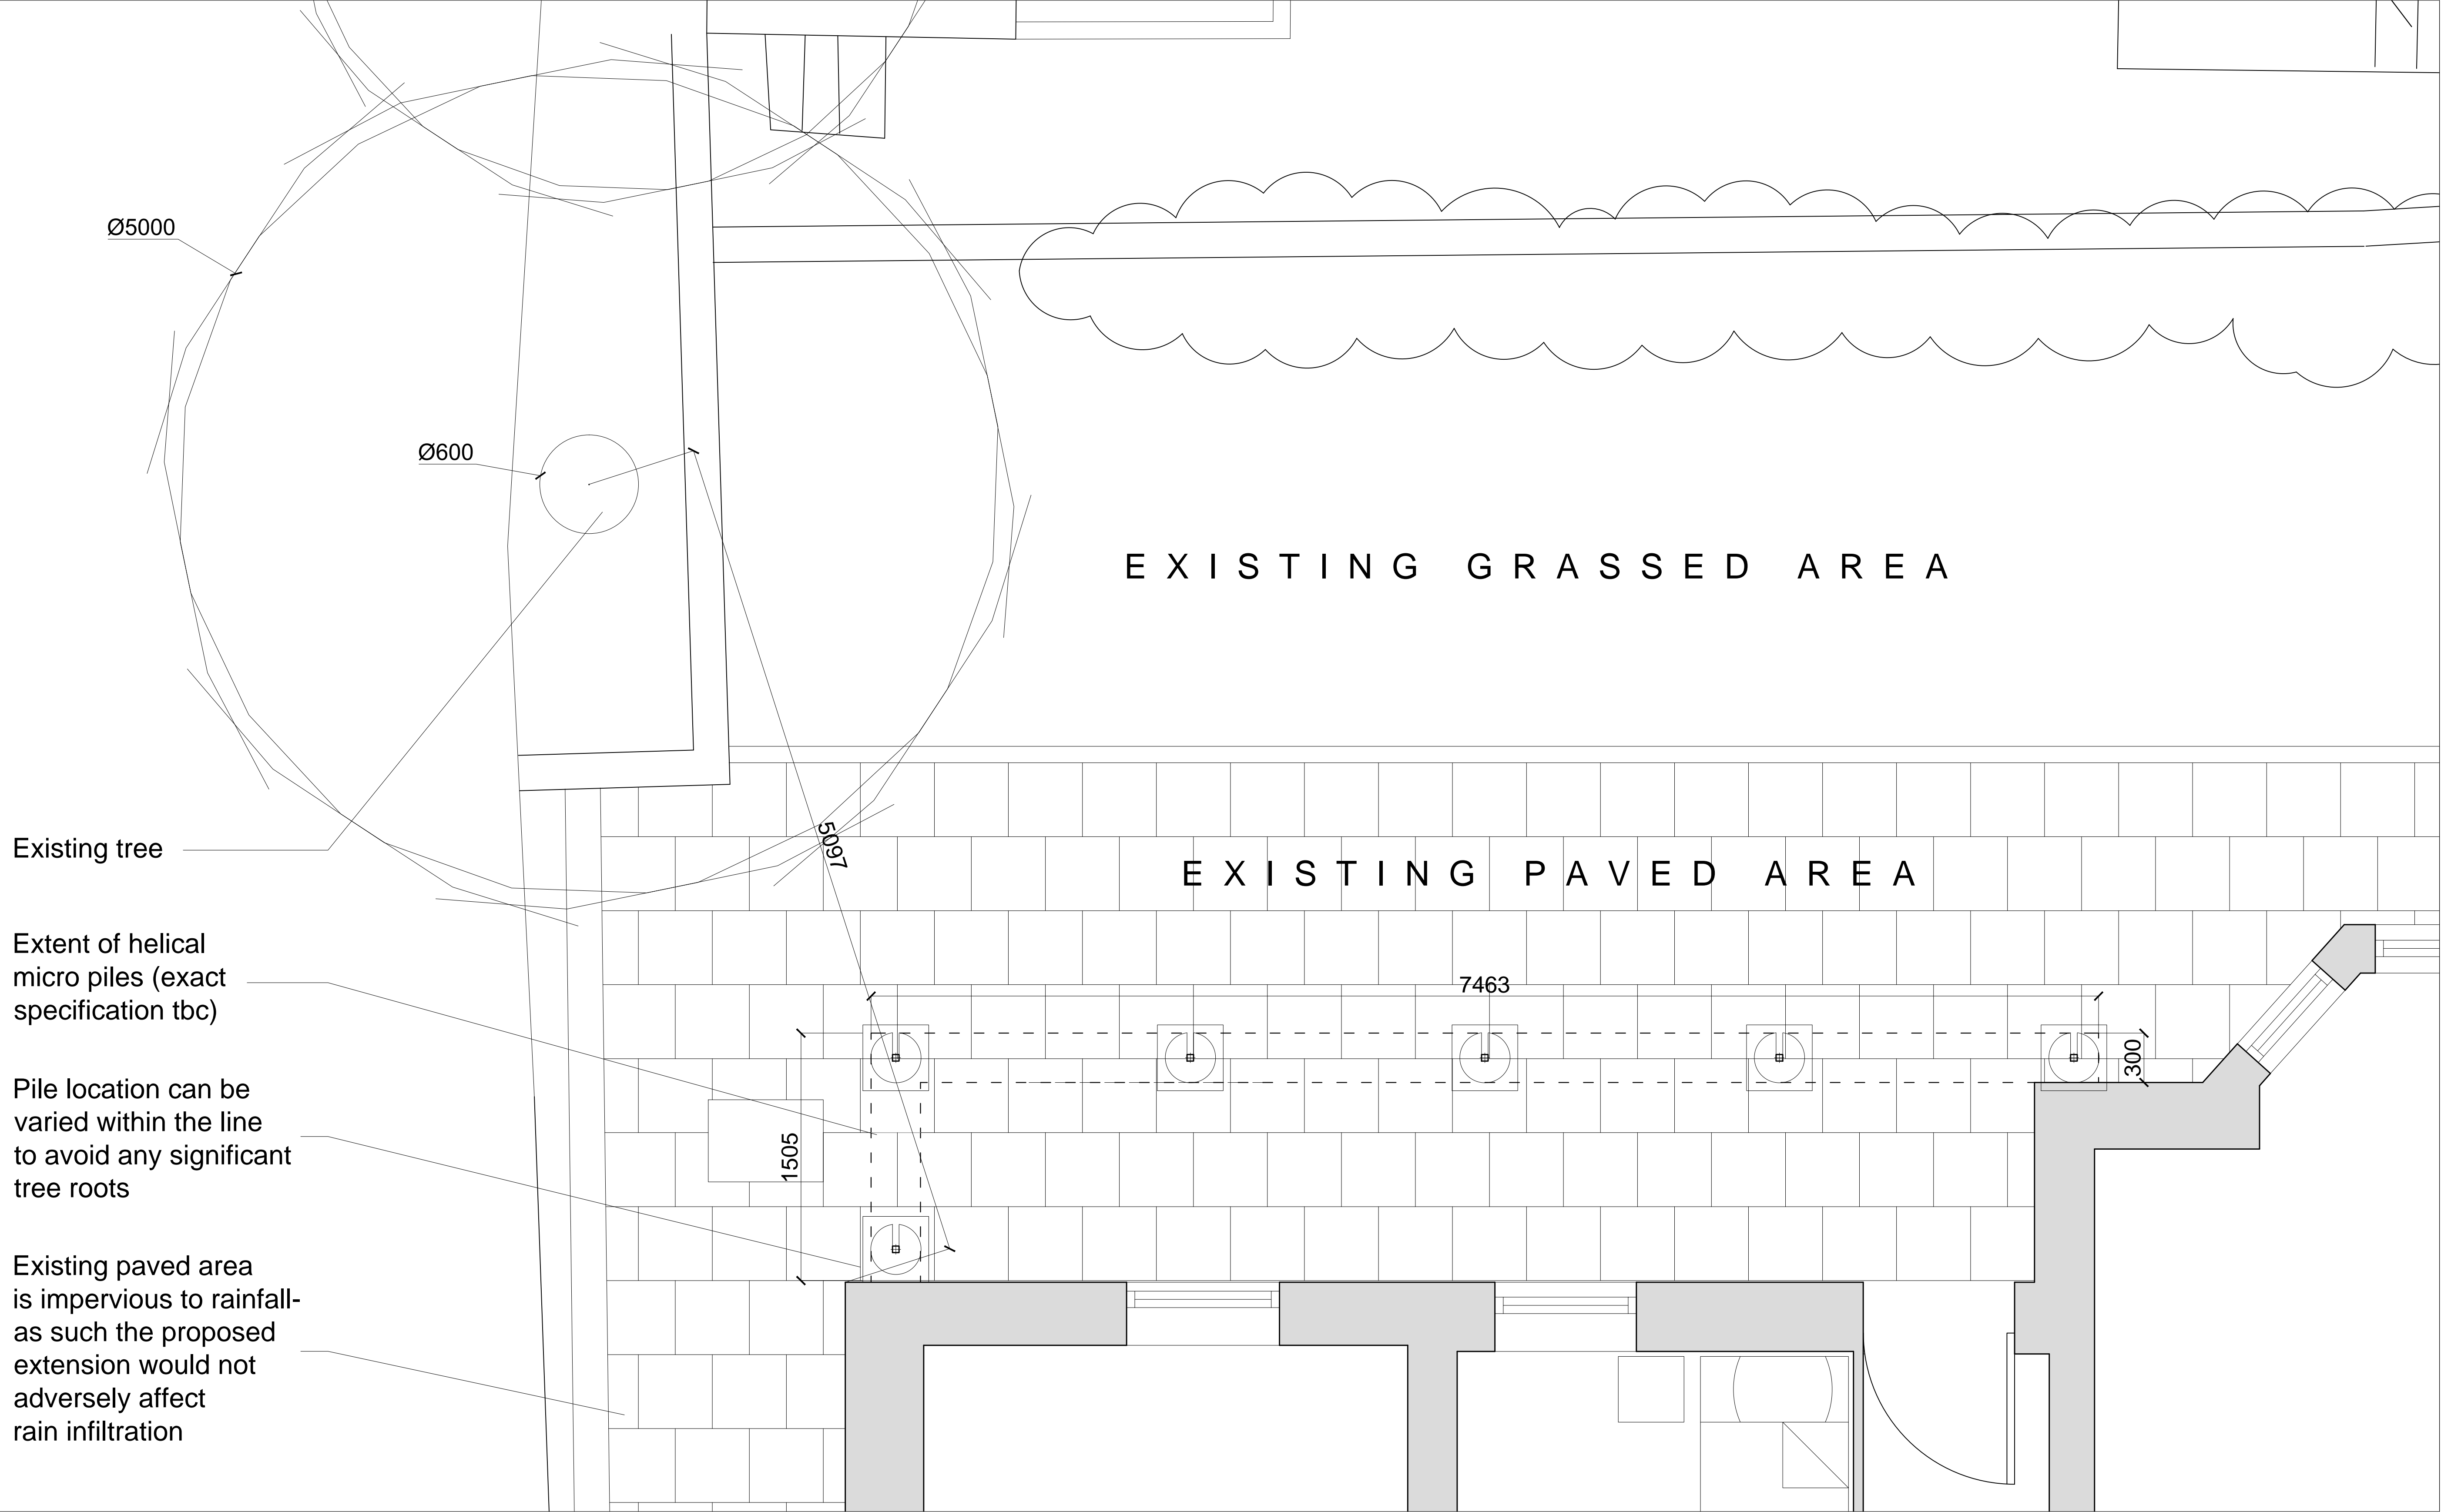 Ø5000
Ø600
EXISTING GRASSED AREA
Existing tree
5097
EXISTING PAVED AREA
Extent of helical
micro piles (exact
specification tbc)
7463
300
Pile location can be
varied within the line
to avoid any significant
tree roots
1505
Existing paved area
is impervious to rainfall-
as such the proposed
extension would not
adversely affect
rain infiltration